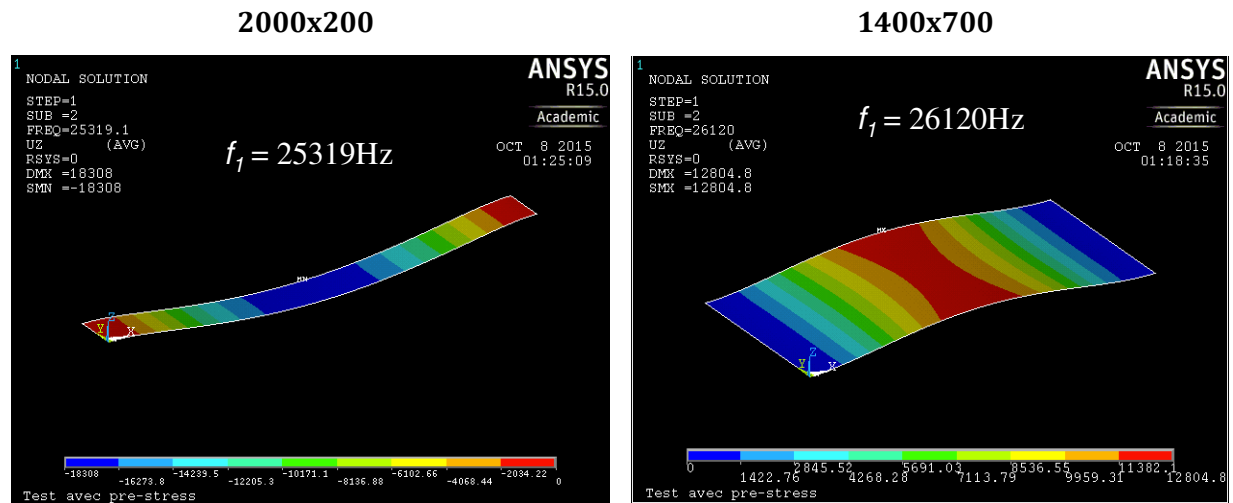 2000x200
1
NODAL SOLUTION
STEP=1
SUB =2
FREQ=25319.1
UZ (AVG)
RSYS=0
DMX =18308
SMN =-18308
ANSYS
R15.0
Academic
OCT 8 2015
01:25:09
f1 = 25319Hz
MN
Z
Y X
-18308 -14239.5 -10171.1 -6102.66 -2034.22
-16273.8 -12205.3 -8136.88 -4068.44 0
Test avec pre-stress
1400x700
1
NODAL SOLUTION
STEP=1
SUB =2
FREQ=26120
UZ (AVG)
RSYS=0
DMX =12804.8
SMX =12804.8
ANSYS
R15.0
Academic
OCT 8 2015
01:18:35
f1 = 26120Hz
MX
Z
Y X
0 2845.52 5691.03 8536.55 11382.1
1422.76 4268.28 7113.79 9959.31 12804.8
Test avec pre-stress